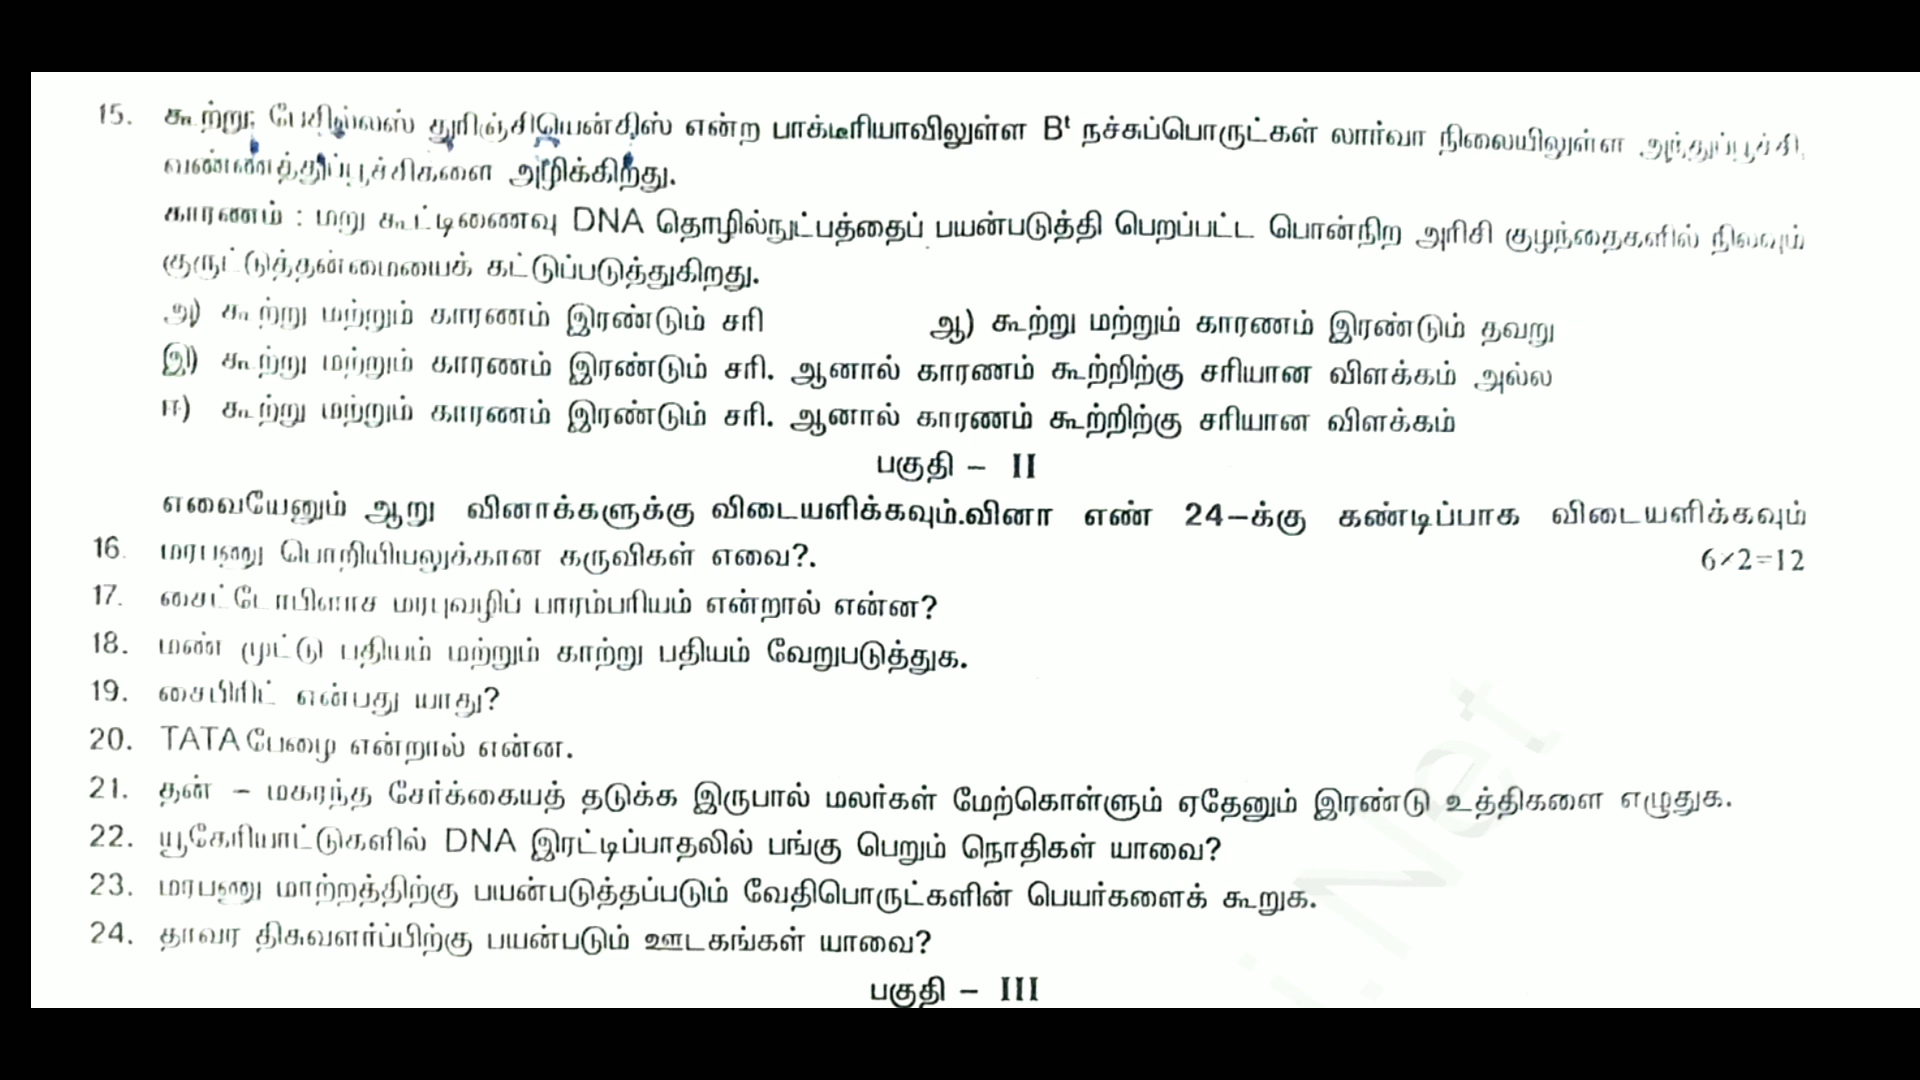 15. கூற்று: பேசில்லஸ் துரிஞ்சியென்சிஸ் என்ற பாக்டீரியாவிலுள்ள Bt நச்சுப்பொருட்கள் லார்வா நிலையிலுள்ள அந்துப்பூச்சி,
வண்ணத்துப்பூச்சிகளை அழிக்கிறது.
காரணம் : மறு கூட்டிணைவு DNA தொழில்நுட்பத்தைப் பயன்படுத்தி பெறப்பட்ட பொன்நிற அரிசி குழந்தைகளில் நிலவும்
குருட்டுத்தன்மையைக் கட்டுப்படுத்துகிறது.
அ) கூற்று மற்றும் காரணம் இரண்டும் சரி ஆ) கூற்று மற்றும் காரணம் இரண்டும் தவறு
இ) கூற்று மற்றும் காரணம் இரண்டும் சரி. ஆனால் காரணம் கூற்றிற்கு சரியான விளக்கம் அல்ல
ஈ) கூற்று மற்றும் காரணம் இரண்டும் சரி. ஆனால் காரணம் கூற்றிற்கு சரியான விளக்கம்
பகுதி – II
எவையேனும் ஆறு வினாக்களுக்கு விடையளிக்கவும்.வினா எண் 24-க்கு கண்டிப்பாக விடையளிக்கவும்
16. மரபணு பொறியியலுக்கான கருவிகள் எவை?. 6×2=12
17. சைட்டோபிளாச மரபுவழிப் பாரம்பரியம் என்றால் என்ன?
18. மண் முட்டு பதியம் மற்றும் காற்று பதியம் வேறுபடுத்துக.
19. சைபிரிட் என்பது யாது?
20. TATA பேழை என்றால் என்ன.
21. தன் – மகரந்த சேர்க்கையத் தடுக்க இருபால் மலர்கள் மேற்கொள்ளும் ஏதேனும் இரண்டு உத்திகளை எழுதுக.
22. யூகேரியாட்டுகளில் DNA இரட்டிப்பாதலில் பங்கு பெறும் நொதிகள் யாவை?
23. மரபணு மாற்றத்திற்கு பயன்படுத்தப்படும் வேதிபொருட்களின் பெயர்களைக் கூறுக.
24. தாவர திசுவளர்ப்பிற்கு பயன்படும் ஊடகங்கள் யாவை?
பகுதி – III